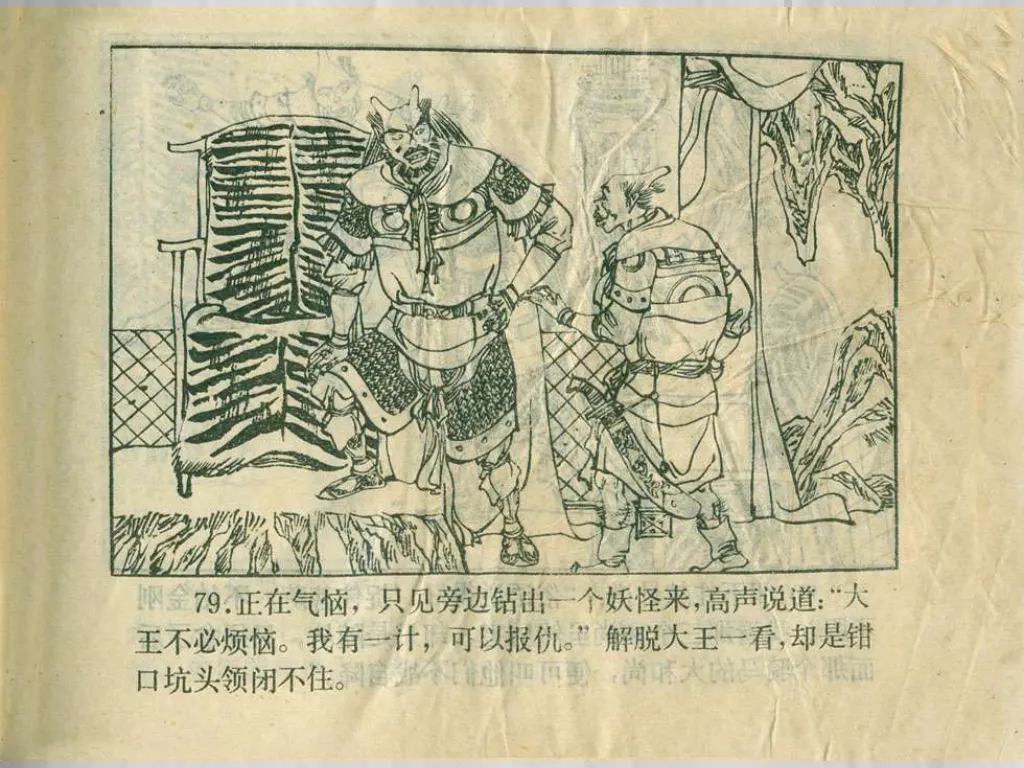 79.正在气恼，只见旁边钻出一个妖怪来，高声说道：“大
王不必烦恼。我有一计，可以报仇。”解脱大王一看，却是钳
口坑头领闭不住。